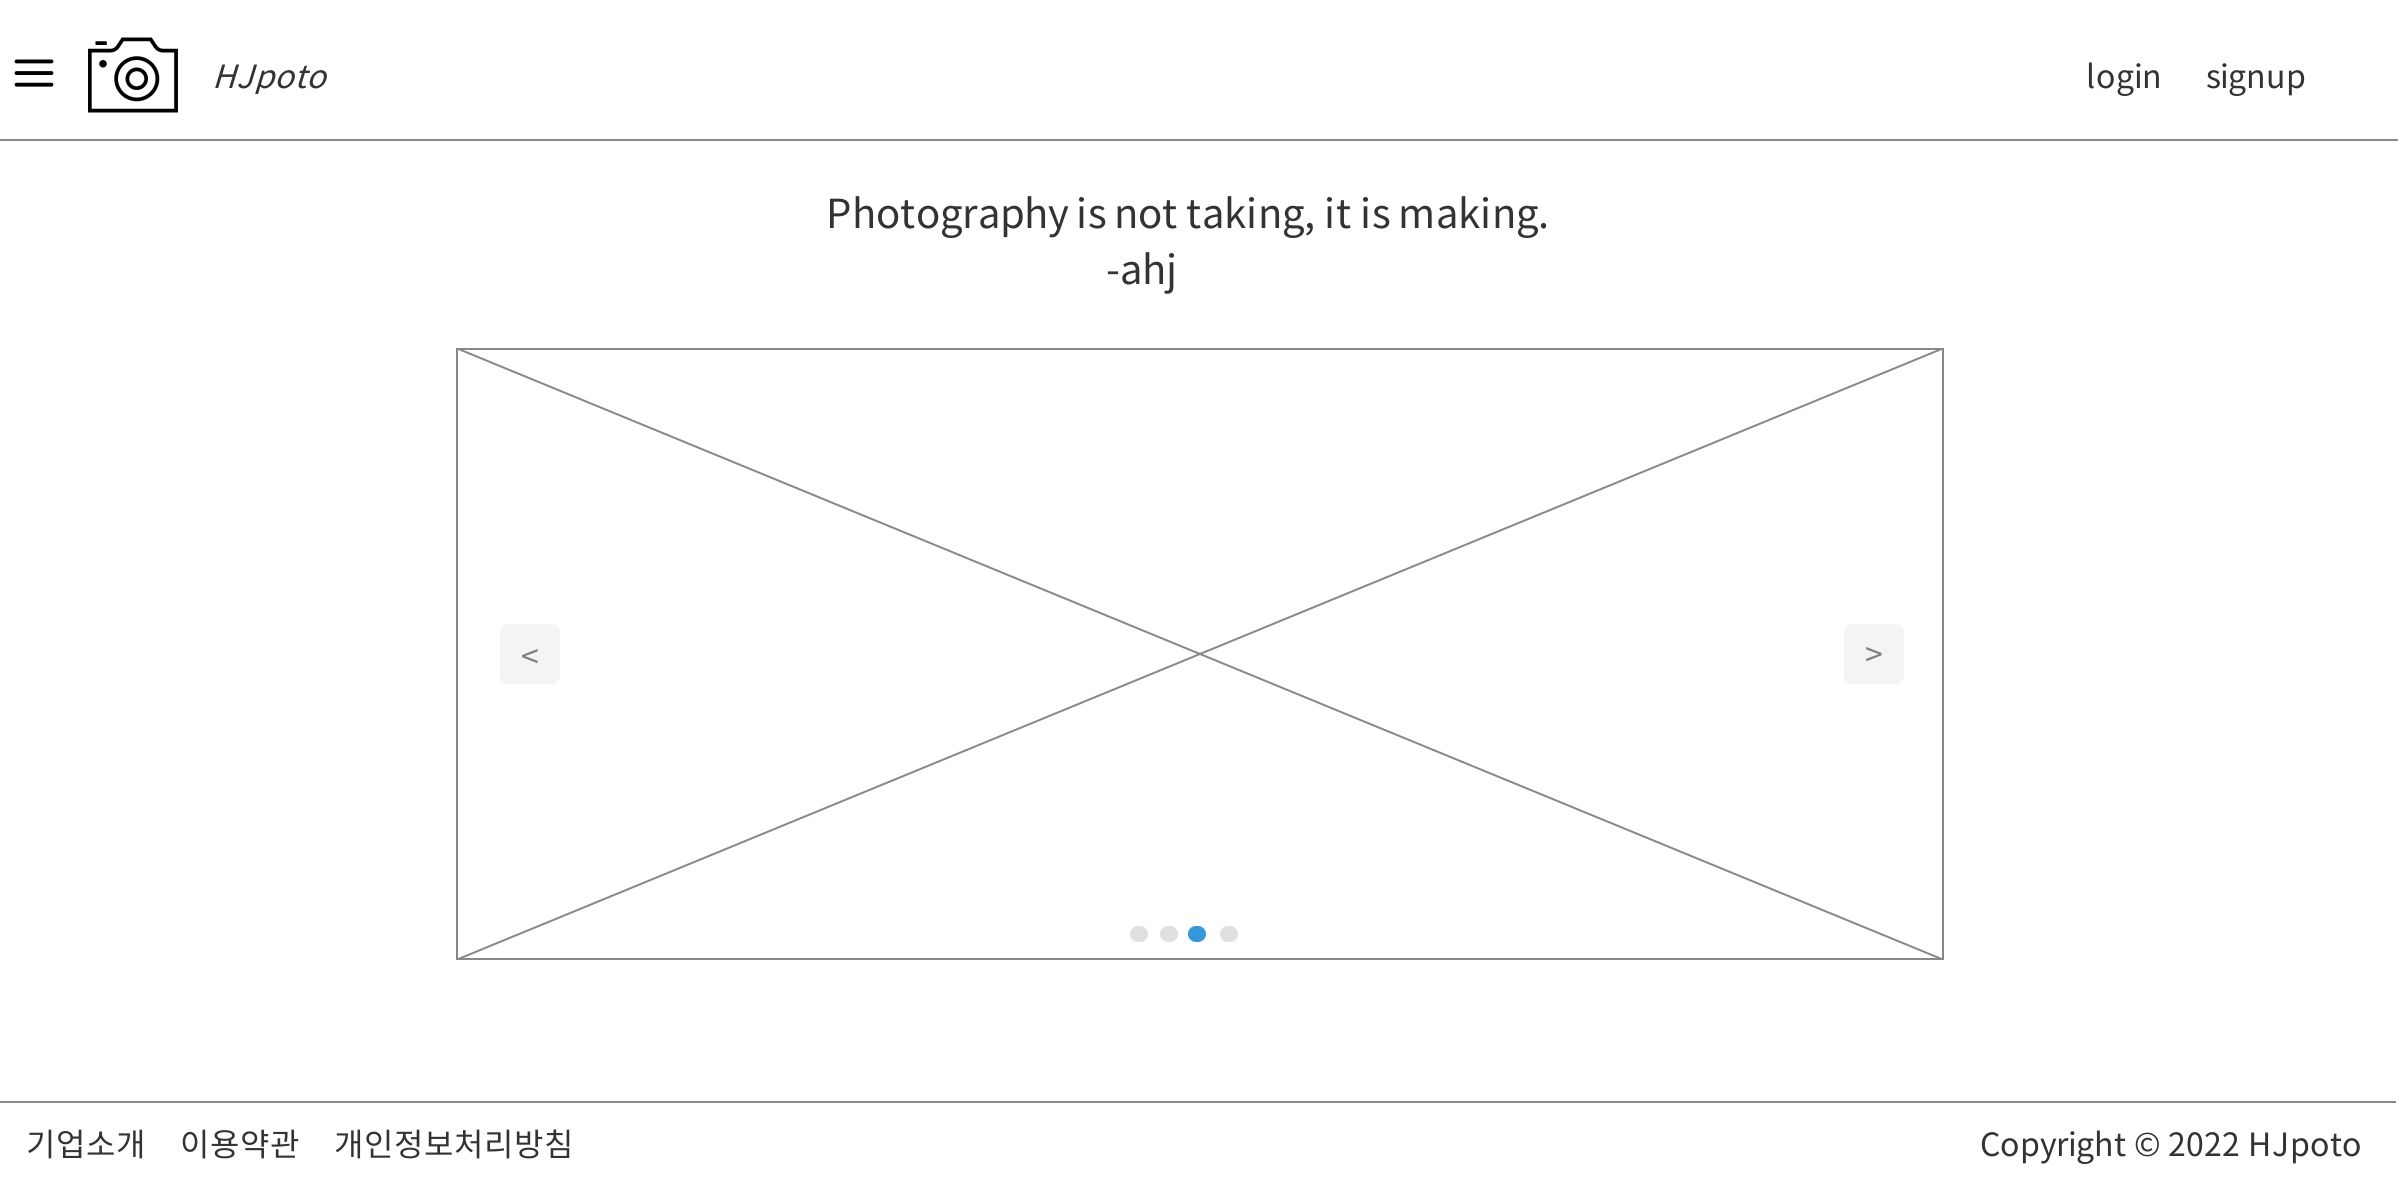 HJpoto login signup
Photography is not taking, it is making.
-ahj
< >
기업소개 이용약관 개인정보처리방침 Copyright © 2022 HJpoto